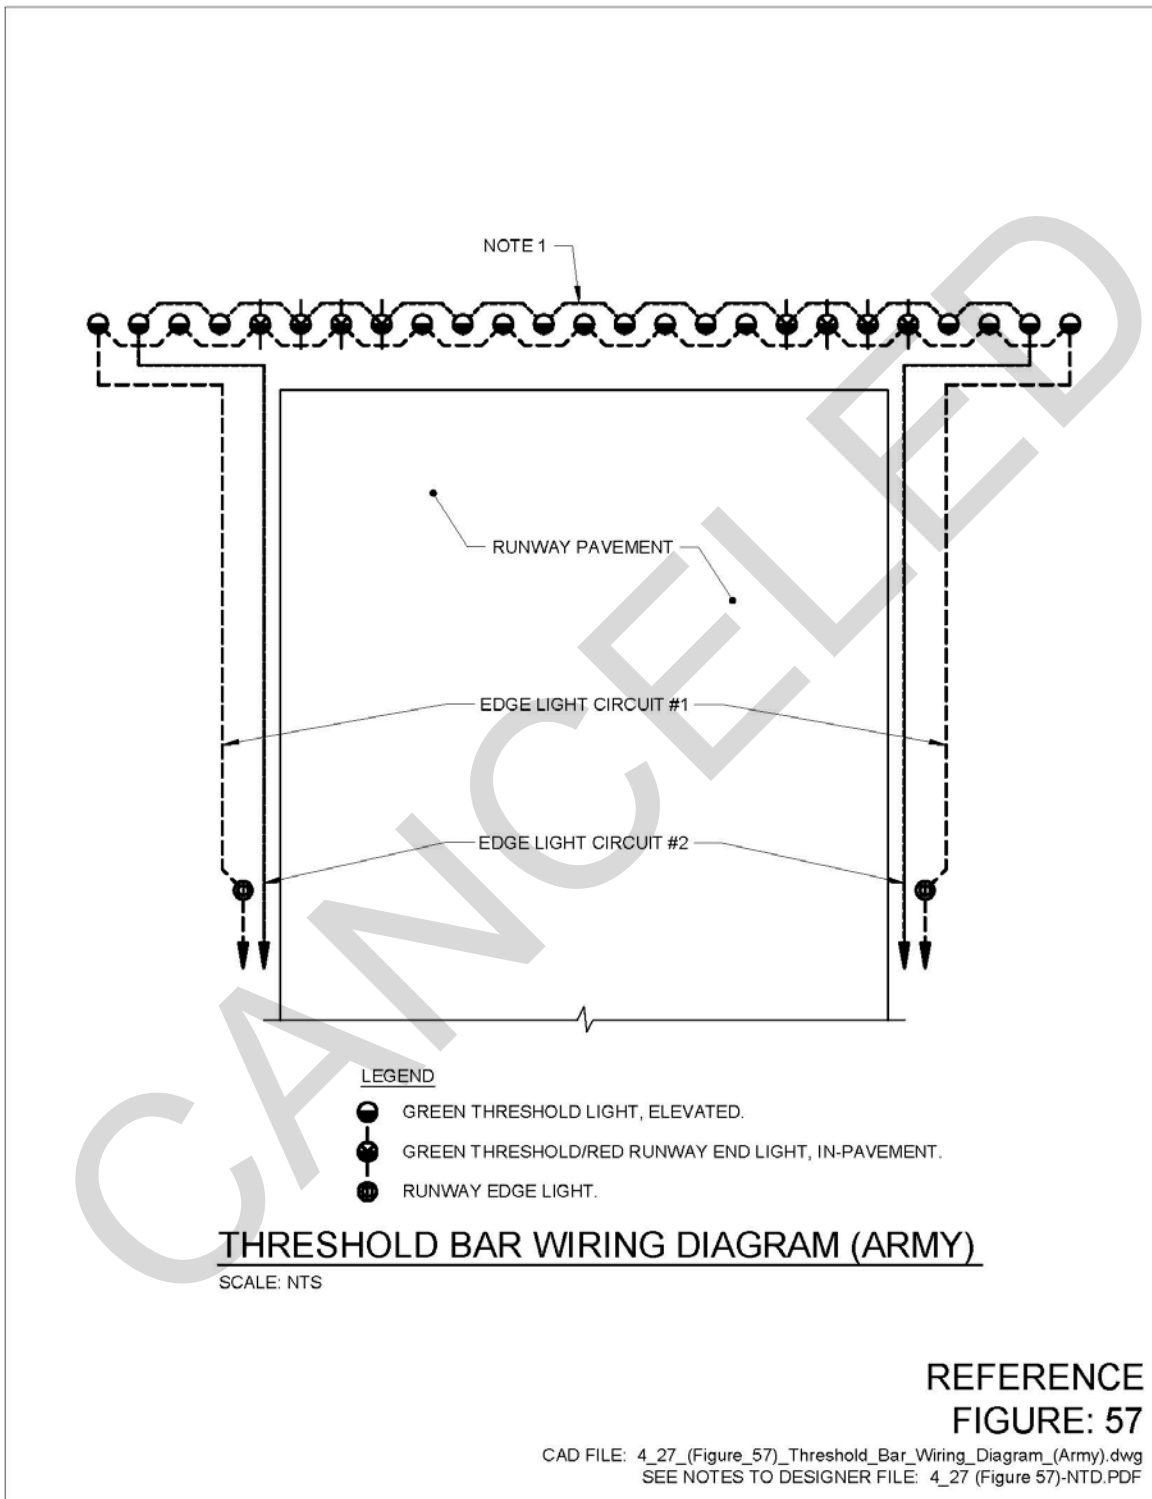 NOTE 1
RUNWAY PAVEMENT
EDGE LIGHT CIRCUIT #1
EDGE LIGHT CIRCUIT #2
CANCELED
LEGEND
GREEN THRESHOLD LIGHT, ELEVATED.
GREEN THRESHOLD/RED RUNWAY END LIGHT, IN-PAVEMENT.
RUNWAY EDGE LIGHT.
THRESHOLD BAR WIRING DIAGRAM (ARMY)
SCALE: NTS
REFERENCE
FIGURE: 57
CAD FILE: 4_27_(Figure_57)_Threshold_Bar_Wiring_Diagram_(Army).dwg
SEE NOTES TO DESIGNER FILE: 4_27 (Figure 57)-NTD.PDF